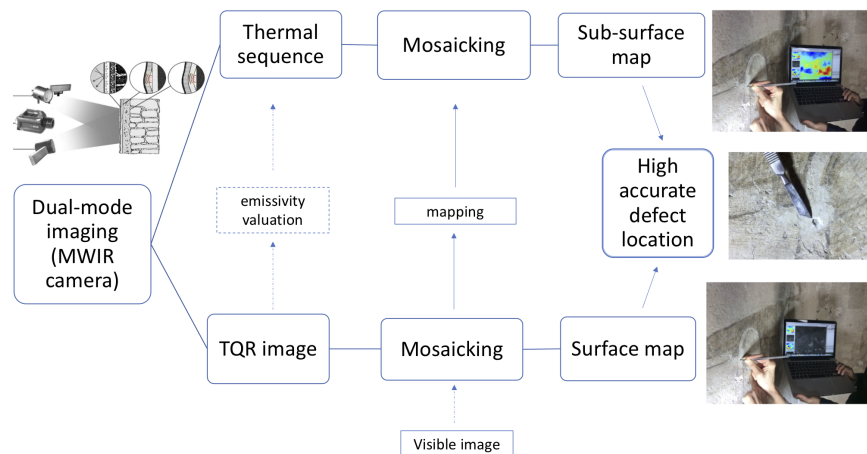 Thermal
sequence
Mosaicking
Sub-surface
map
Dual-mode
imaging
(MWIR
camera)
emissivity
valuation
mapping
High
accurate
defect
location
TQR image
Mosaicking
Surface map
Visible image